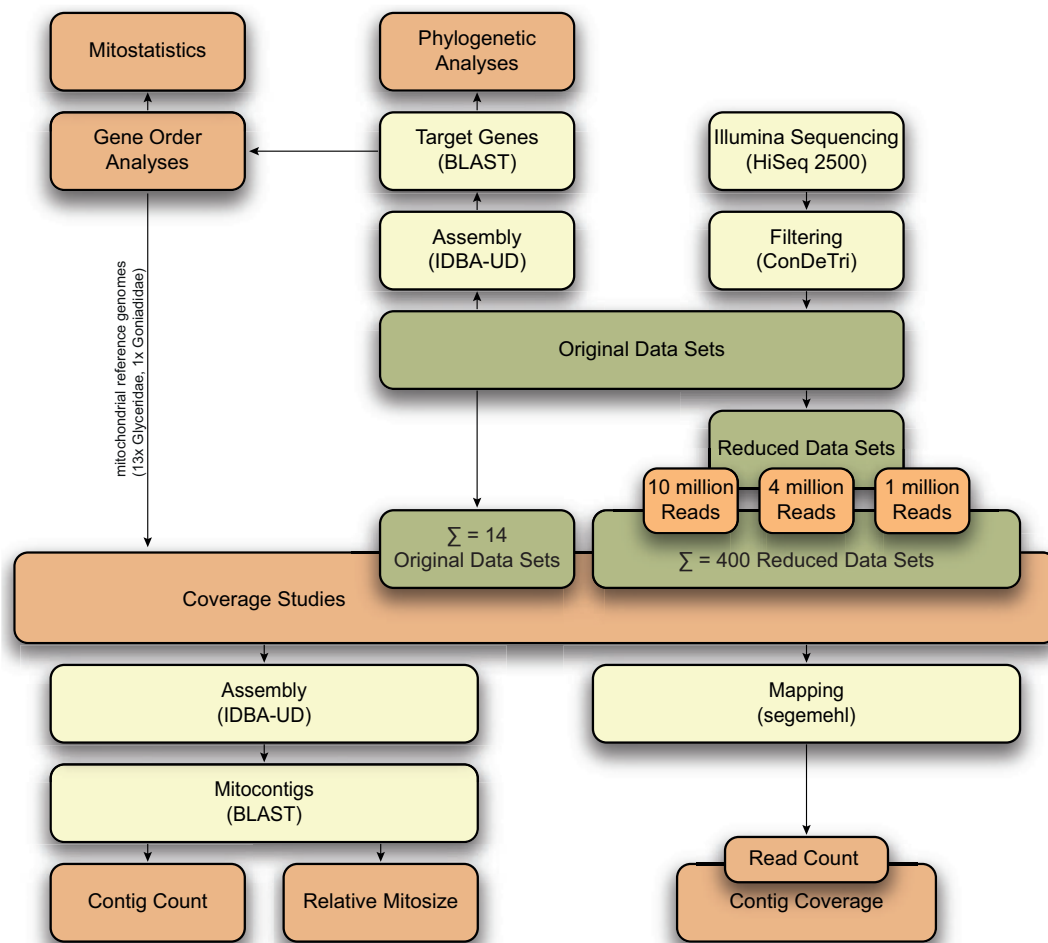 Mitostatistics
Phylogenetic
Analyses
Gene Order
Analyses
Target Genes
(BLAST)
Illumina Sequencing
(HiSeq 2500)
Assembly
(IDBA-UD)
Filtering
(ConDeTri)
mitochondrial reference genomes
(13x Glyceridae, 1x Goniadidae)
Original Data Sets
Reduced Data Sets
10 million
Reads
4 million
Reads
1 million
Reads
∑ = 14
Original Data Sets
∑ = 400 Reduced Data Sets
Coverage Studies
Assembly
(IDBA-UD)
Mapping
(segemehl)
Mitocontigs
(BLAST)
Contig Count
Relative Mitosize
Read Count
Contig Coverage